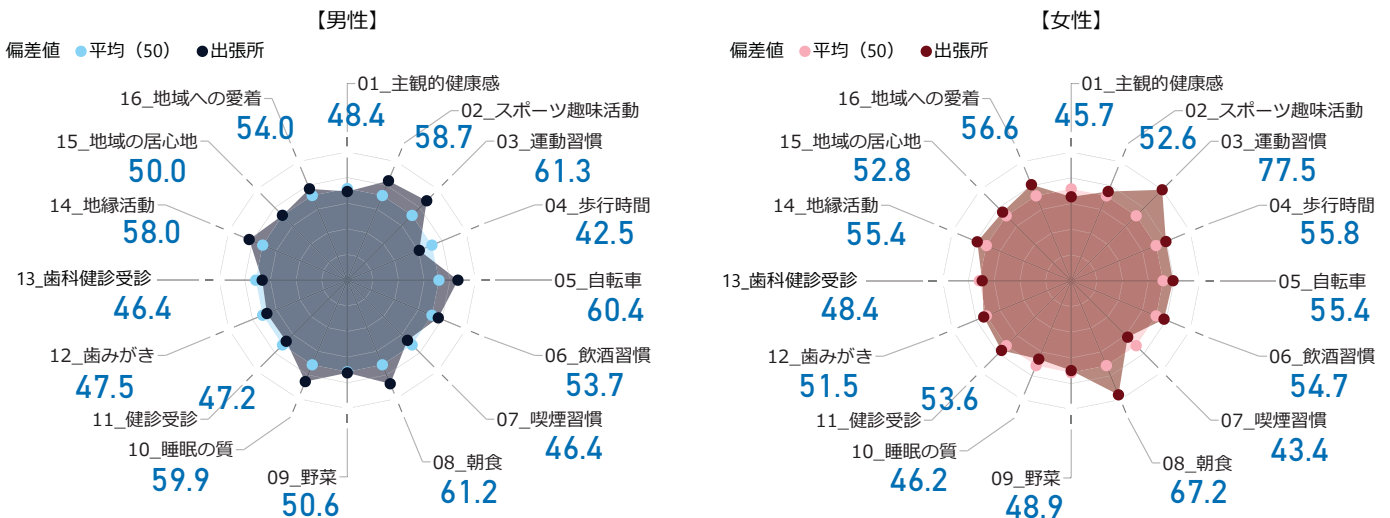 【男性】
偏差値 平均（50） 出張所
01_主観的健康感
48.4
02_スポーツ趣味活動
58.7
03_運動習慣
61.3
04_歩行時間
42.5
05_自転車
60.4
06_飲酒習慣
53.7
07_喫煙習慣
46.4
08_朝食
61.2
09_野菜
50.6
10_睡眠の質
59.9
11_健診受診
47.2
12_歯みがき
47.5
13_歯科健診受診
46.4
14_地縁活動
58.0
15_地域の居心地
50.0
16_地域への愛着
54.0
【女性】
偏差値 平均（50） 出張所
01_主観的健康感
45.7
02_スポーツ趣味活動
52.6
03_運動習慣
77.5
04_歩行時間
55.8
05_自転車
55.4
06_飲酒習慣
54.7
07_喫煙習慣
43.4
08_朝食
67.2
09_野菜
48.9
10_睡眠の質
46.2
11_健診受診
53.6
12_歯みがき
51.5
13_歯科健診受診
48.4
14_地縁活動
55.4
15_地域の居心地
52.8
16_地域への愛着
56.6